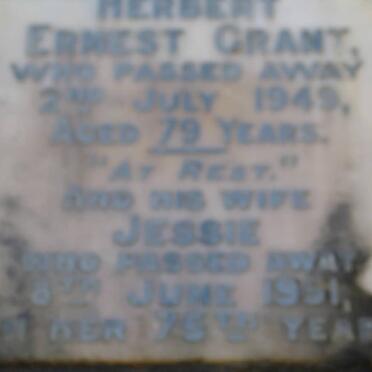 HERBERT
ERNEST GRANT,
WHO PASSED AWAY
2ND JULY 1949,
AGED 79 YEARS.
"AT REST."
AND HIS WIFE
JESSIE
WHO PASSED AWAY
8TH JUNE 1951,
IN HER 75TH YEAR